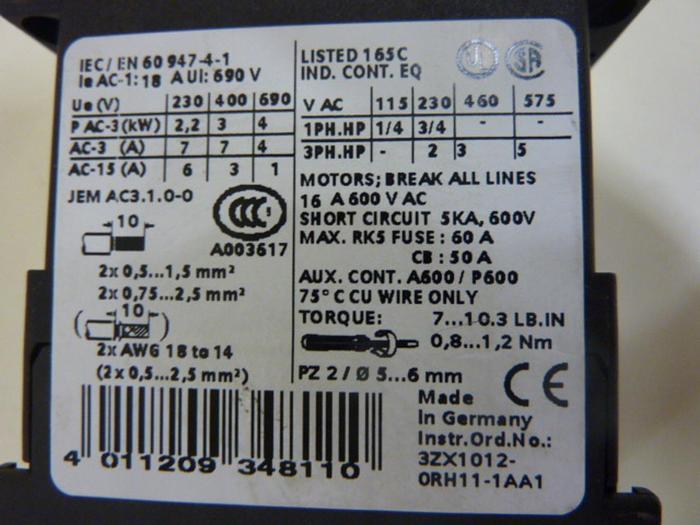 IEC/EN 60 947-4-1
Ie AC-1: 18 A UI: 690 V
Ue (V) 230 400 690
P AC-3 (kW) 2,2 3 4
AC-3 (A) 7 7 4
AC-15 (A) 6 3 1
JEM AC3.1.0-0
CCC
10
A003617
2x 0,5...1,5 mm²
2x 0,75...2,5 mm²
( 10 )
2x AWG 18 to 14
(2x 0,5...2,5 mm²)
4 011209 348110
LISTED 165C
IND. CONT. EQ
UL
SA
V AC 115 230 460 575
1PH.HP 1/4 3/4 - -
3PH.HP - 2 3 5
MOTORS; BREAK ALL LINES
16 A 600 V AC
SHORT CIRCUIT 5KA, 600V
MAX. RK5 FUSE : 60 A
CB : 50 A
AUX. CONT. A600 / P600
75° C CU WIRE ONLY
TORQUE: 7...10.3 LB.IN
0,8...1,2 Nm
PZ 2 / Ø 5...6 mm
Made CE
In Germany
Instr.Ord.No.:
3ZX1012-
0RH11-1AA1